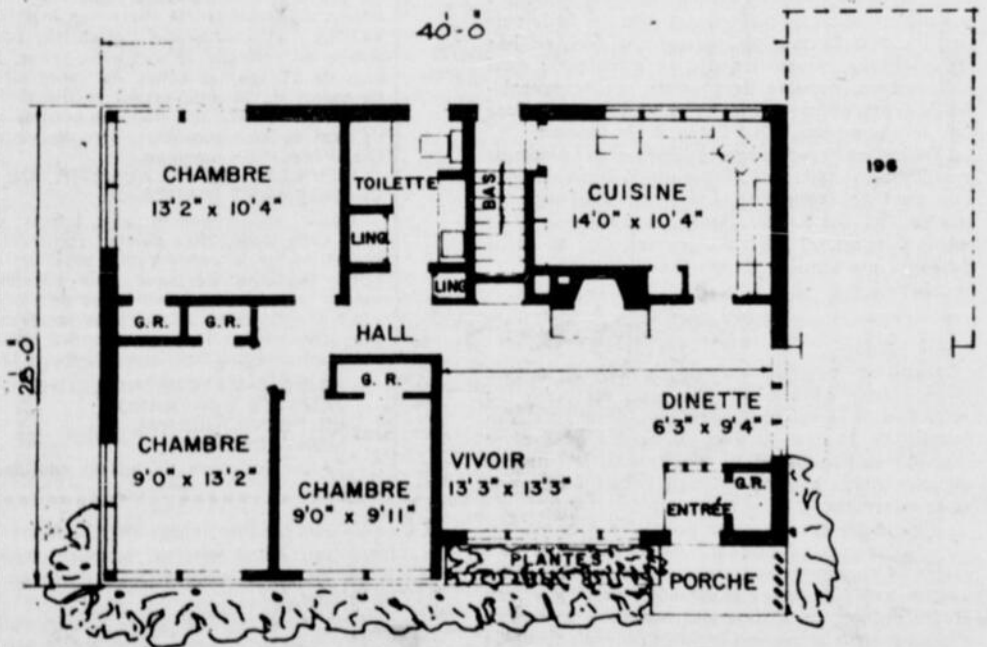 40'-0"
196
CHAMBRE
13'2" x 10'4"
TOILETTE
LING.
LING
BAS
CUISINE
14'0" x 10'4"
G.R.
G.R.
HALL
G. R.
28'-0"
DINETTE
6'3" x 9'4"
CHAMBRE
9'0" x 13'2"
CHAMBRE
9'0" x 9'11"
VIVOIR
13'3" x 13'3"
G.R.
ENTRÉE
PLANTES
PORCHE